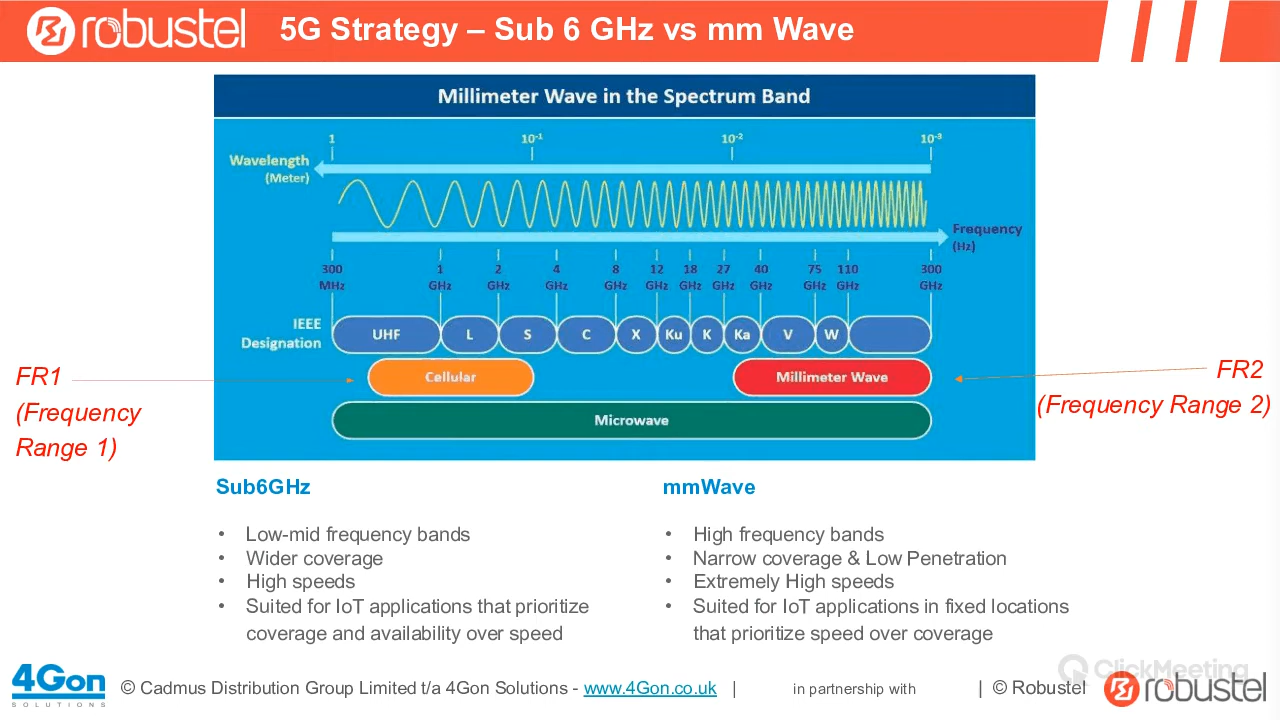 robustel
5G Strategy – Sub 6 GHz vs mm Wave
Millimeter Wave in the Spectrum Band
1 10-1 10-2 10-3
Wavelength
(Meter)
Frequency
(Hz)
300 1 2 4 8 12 18 27 40 75 110 300
MHz GHz GHz GHz GHz GHz GHz GHz GHz GHz GHz GHz
IEEE
Designation
UHF L S C X Ku K Ka V W
Cellular Millimeter Wave
Microwave
FR1
(Frequency
Range 1)
FR2
(Frequency Range 2)
Sub6GHz
• Low-mid frequency bands
• Wider coverage
• High speeds
• Suited for IoT applications that prioritize
coverage and availability over speed
mmWave
• High frequency bands
• Narrow coverage & Low Penetration
• Extremely High speeds
• Suited for IoT applications in fixed locations
that prioritize speed over coverage
ClickMeeting
4Gon
SOLUTIONS
© Cadmus Distribution Group Limited t/a 4Gon Solutions - www.4Gon.co.uk | in partnership with | © Robustel
robustel